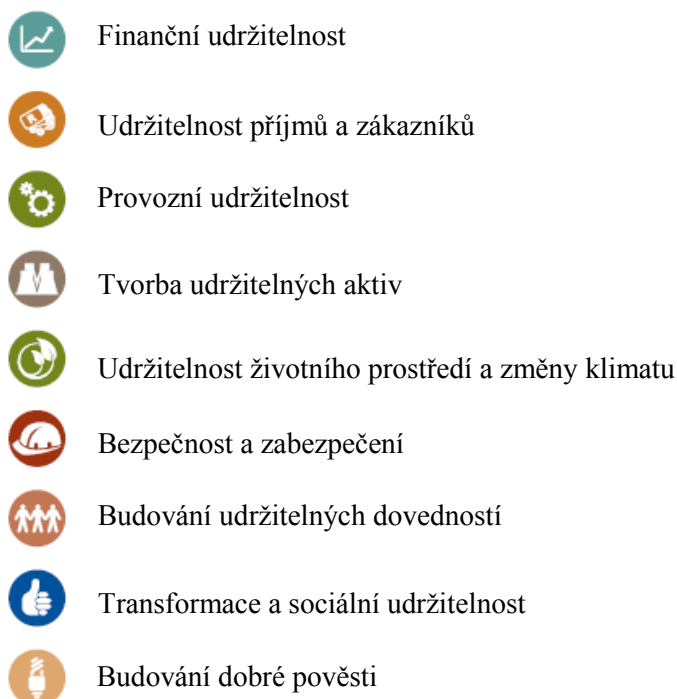 Finanční udržitelnost
Udržitelnost příjmů a zákazníků
Provozní udržitelnost
Tvorba udržitelných aktiv
Udržitelnost životního prostředí a změny klimatu
Bezpečnost a zabezpečení
Budování udržitelných dovedností
Transformace a sociální udržitelnost
Budování dobré pověsti